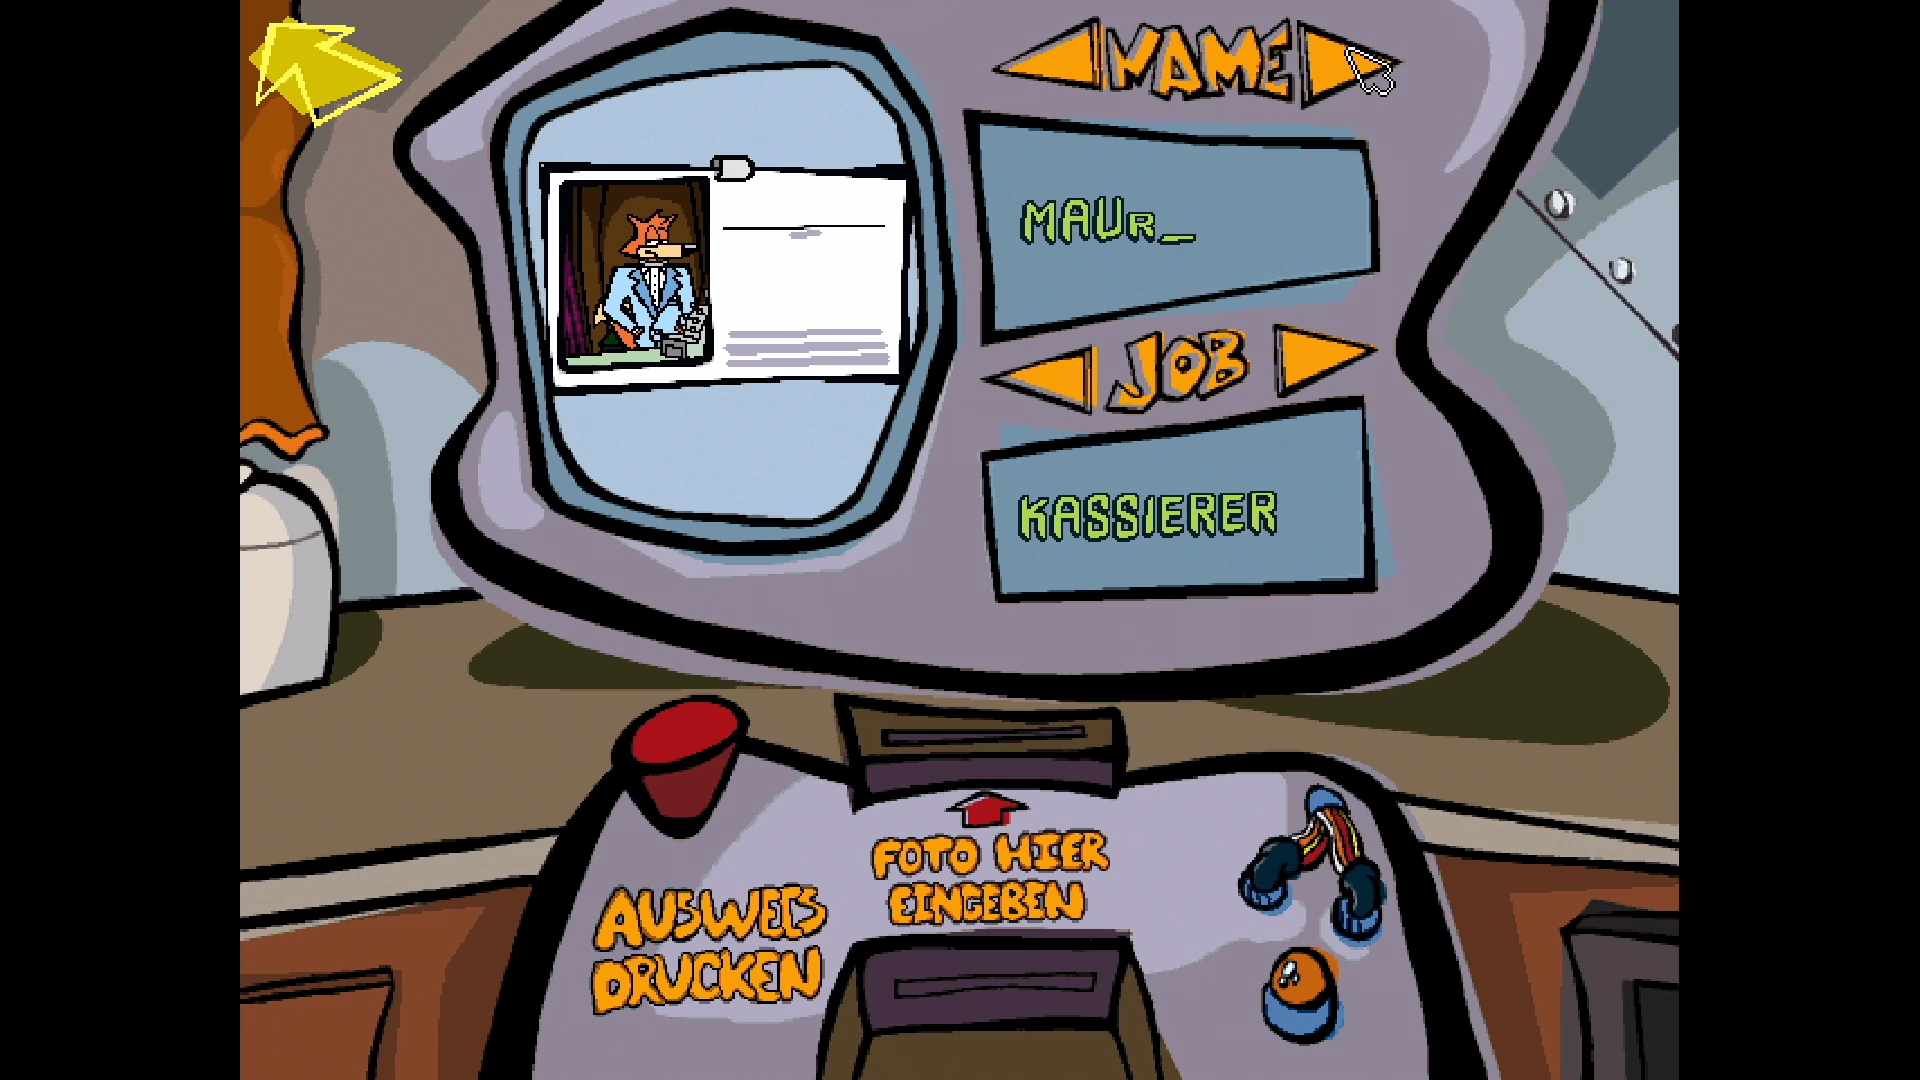 NAME
MAUr_
JOB
KASSIERER
FOTO HIER
EINGEBEN
AUSWEIS
DRUCKEN